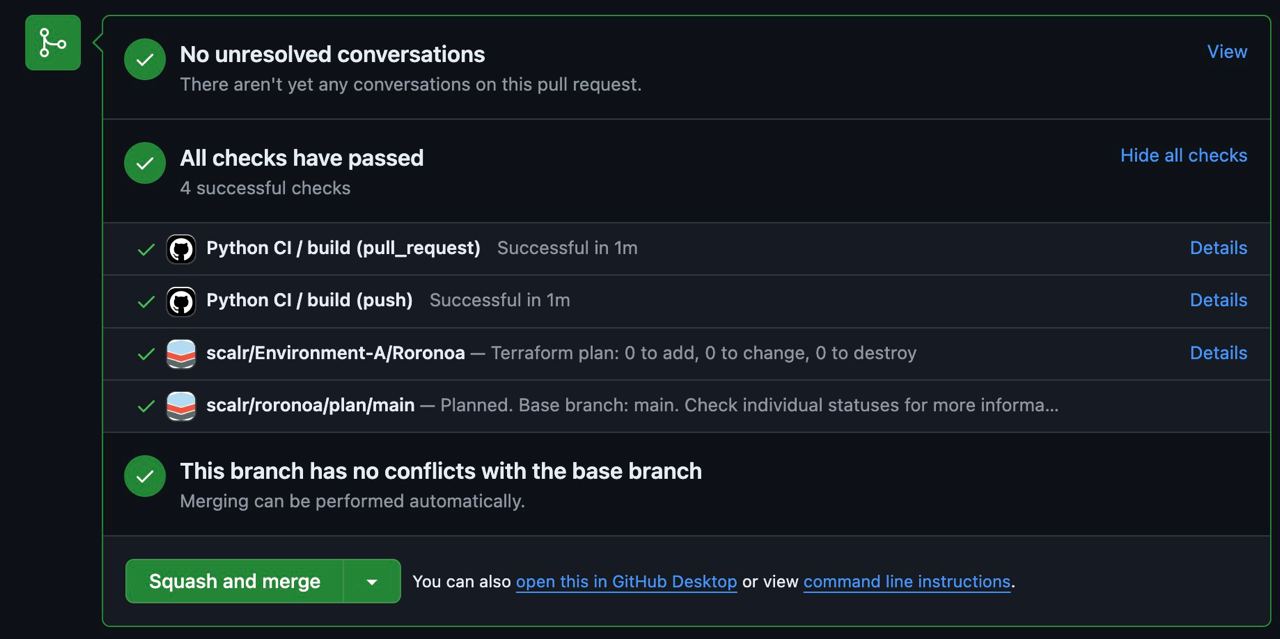 No unresolved conversations
View
There aren't yet any conversations on this pull request.
All checks have passed
Hide all checks
4 successful checks
Python CI / build (pull_request) Successful in 1m
Details
Python CI / build (push) Successful in 1m
Details
scalr/Environment-A/Roronoa — Terraform plan: 0 to add, 0 to change, 0 to destroy
Details
scalr/roronoa/plan/main — Planned. Base branch: main. Check individual statuses for more informa...
This branch has no conflicts with the base branch
Merging can be performed automatically.
Squash and merge
You can also open this in GitHub Desktop or view command line instructions.